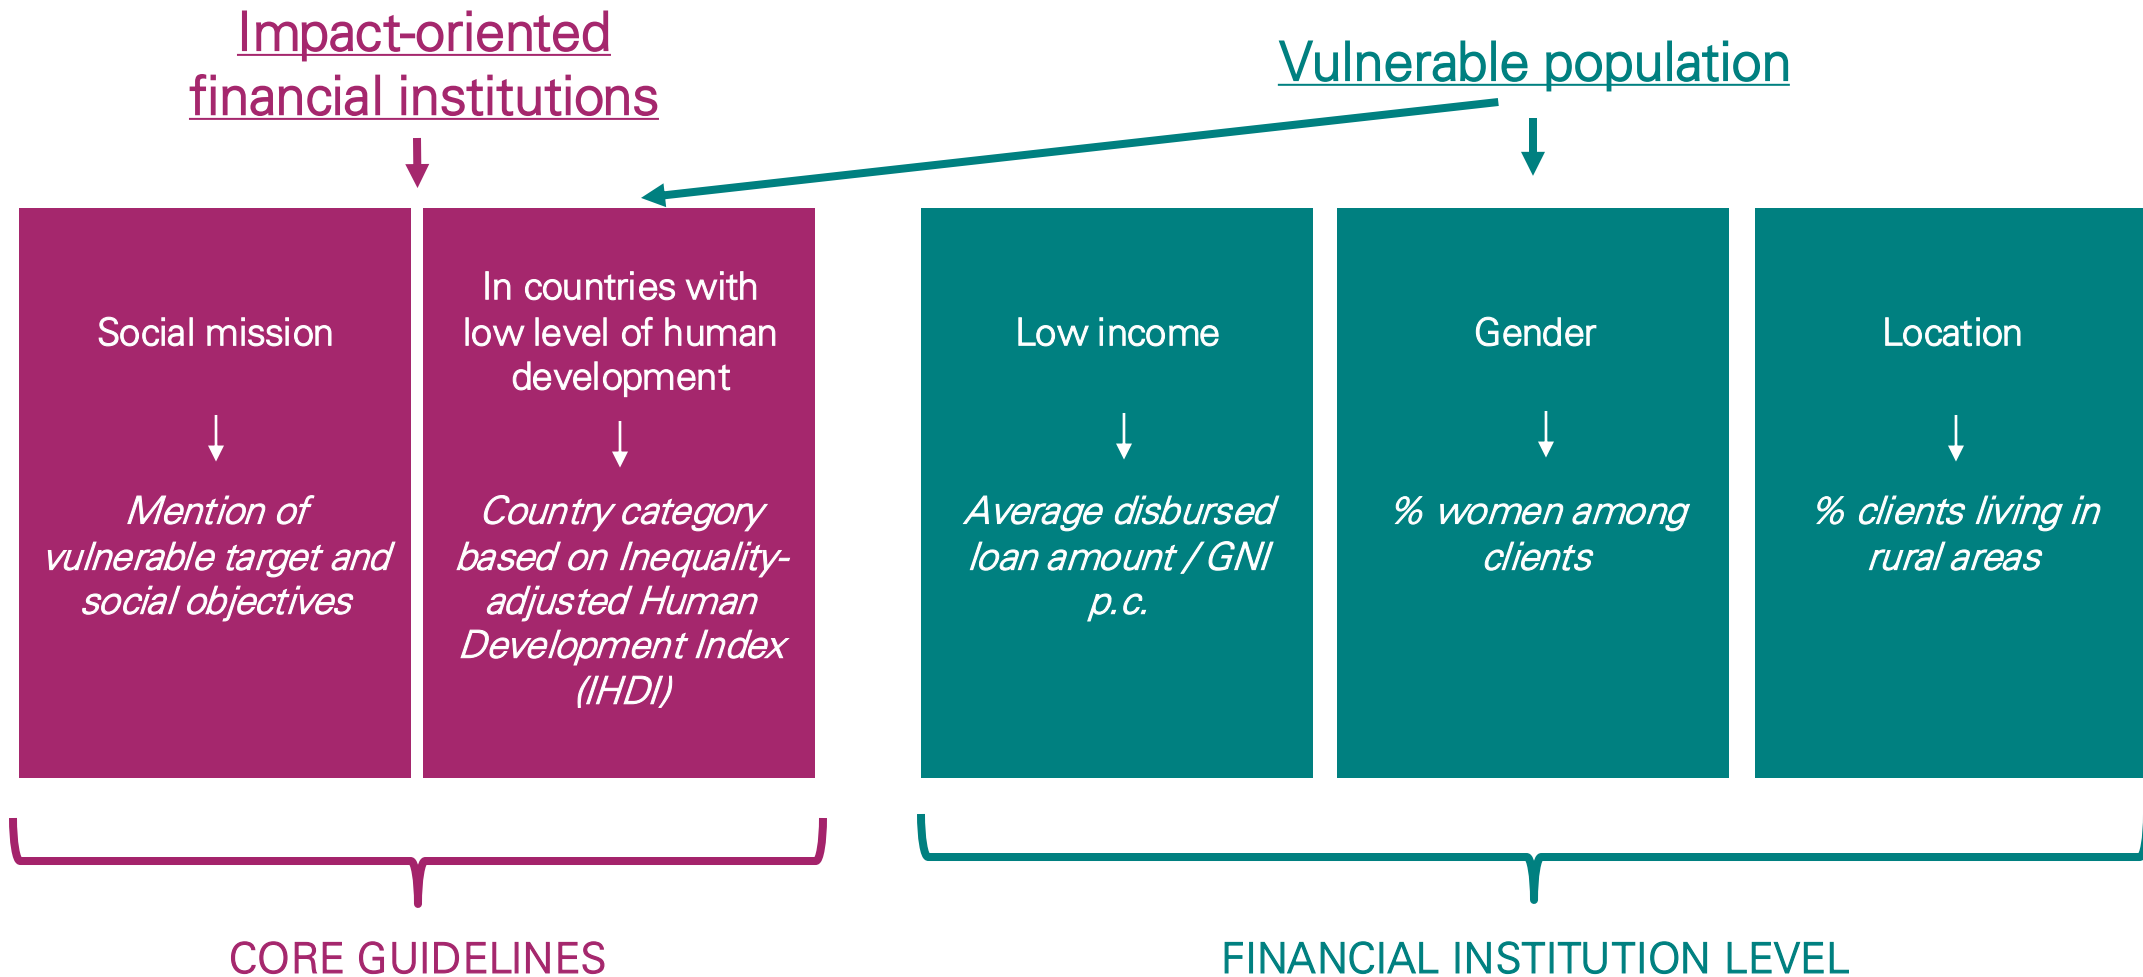 Impact-oriented
financial institutions
Vulnerable population
Social mission
Mention of
vulnerable target and
social objectives
In countries with
low level of human
development
Country category
based on Inequality-
adjusted Human
Development Index
(IHDI)
Low income
Average disbursed
loan amount / GNI
p.c.
Gender
% women among
clients
Location
% clients living in
rural areas
CORE GUIDELINES
FINANCIAL INSTITUTION LEVEL